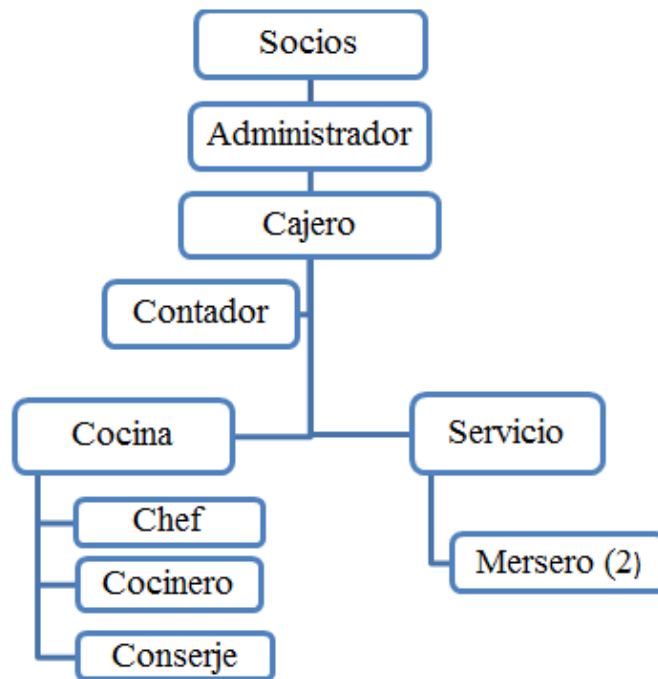 Socios
Administrador
Cajero
Contador
Cocina
Servicio
Chef
Cocinero
Mersero (2)
Conserje